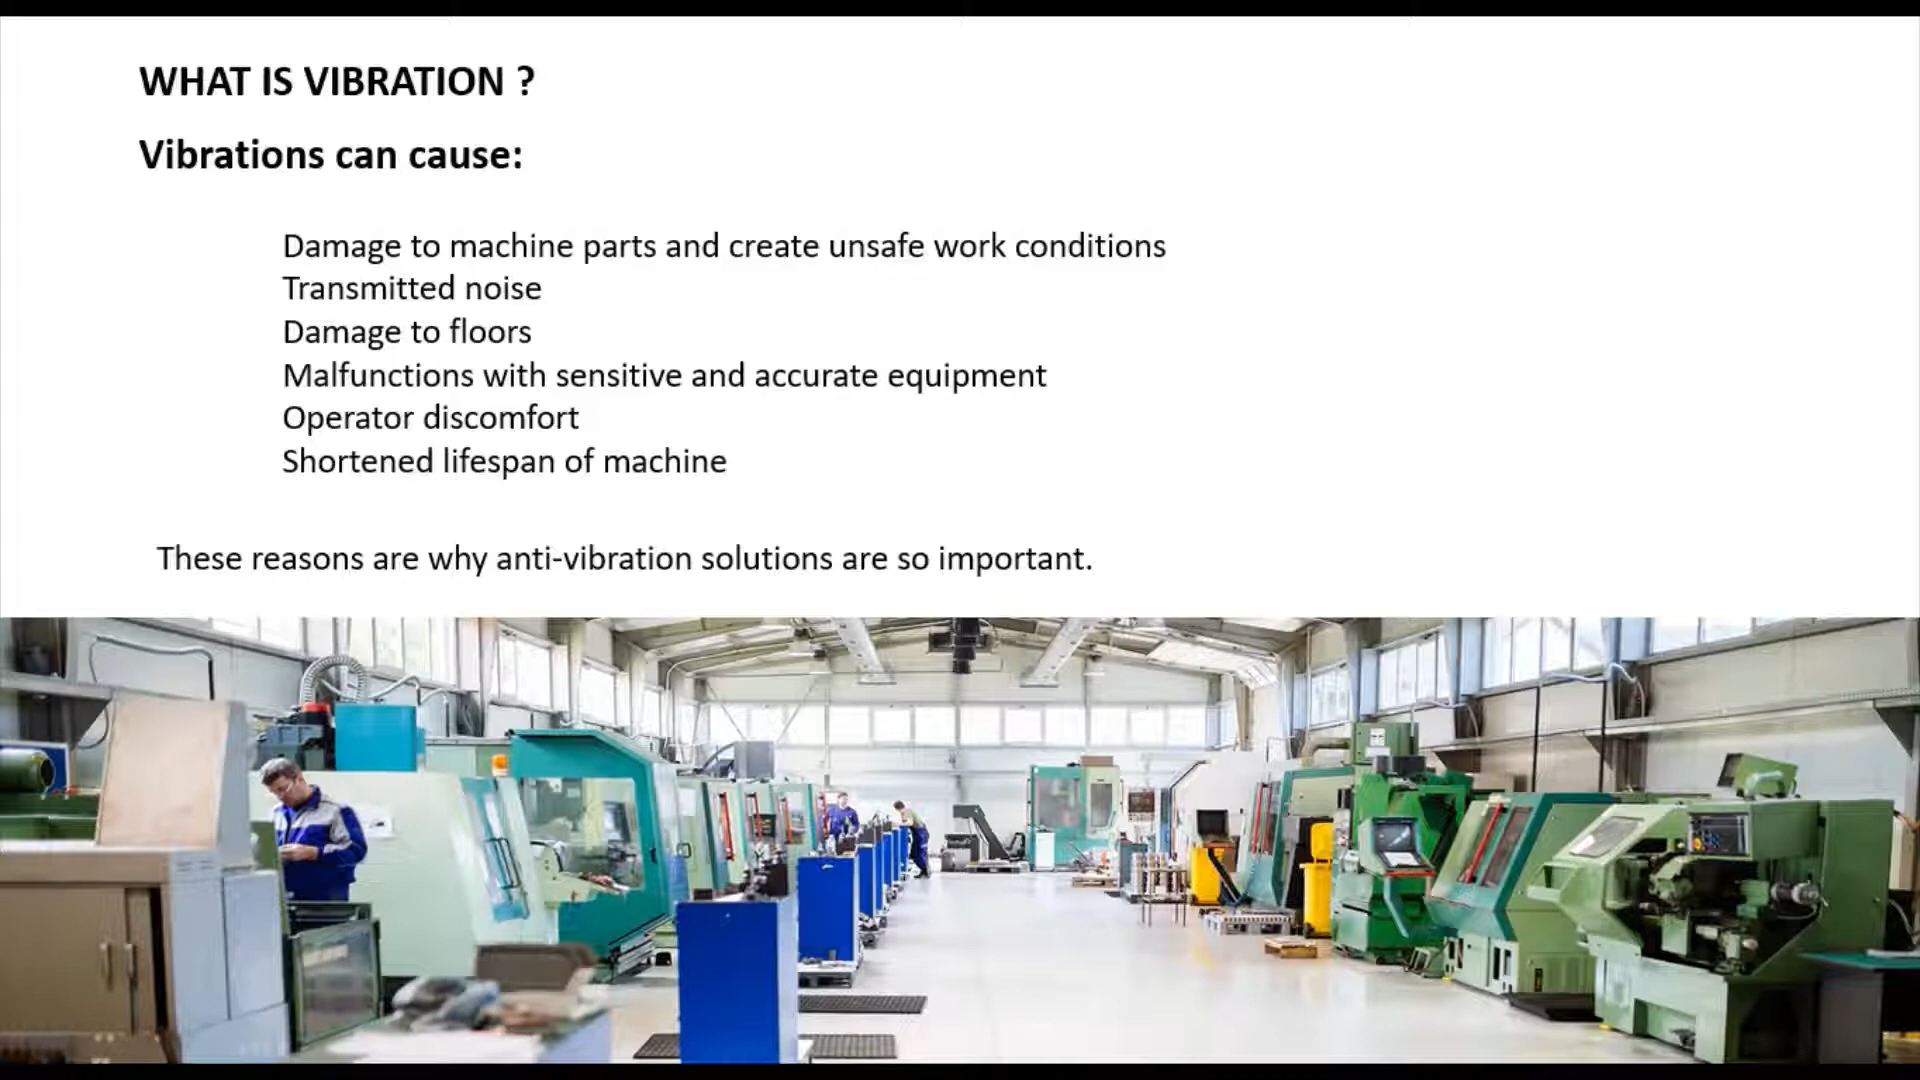 WHAT IS VIBRATION ?
Vibrations can cause:
Damage to machine parts and create unsafe work conditions
Transmitted noise
Damage to floors
Malfunctions with sensitive and accurate equipment
Operator discomfort
Shortened lifespan of machine
These reasons are why anti-vibration solutions are so important.